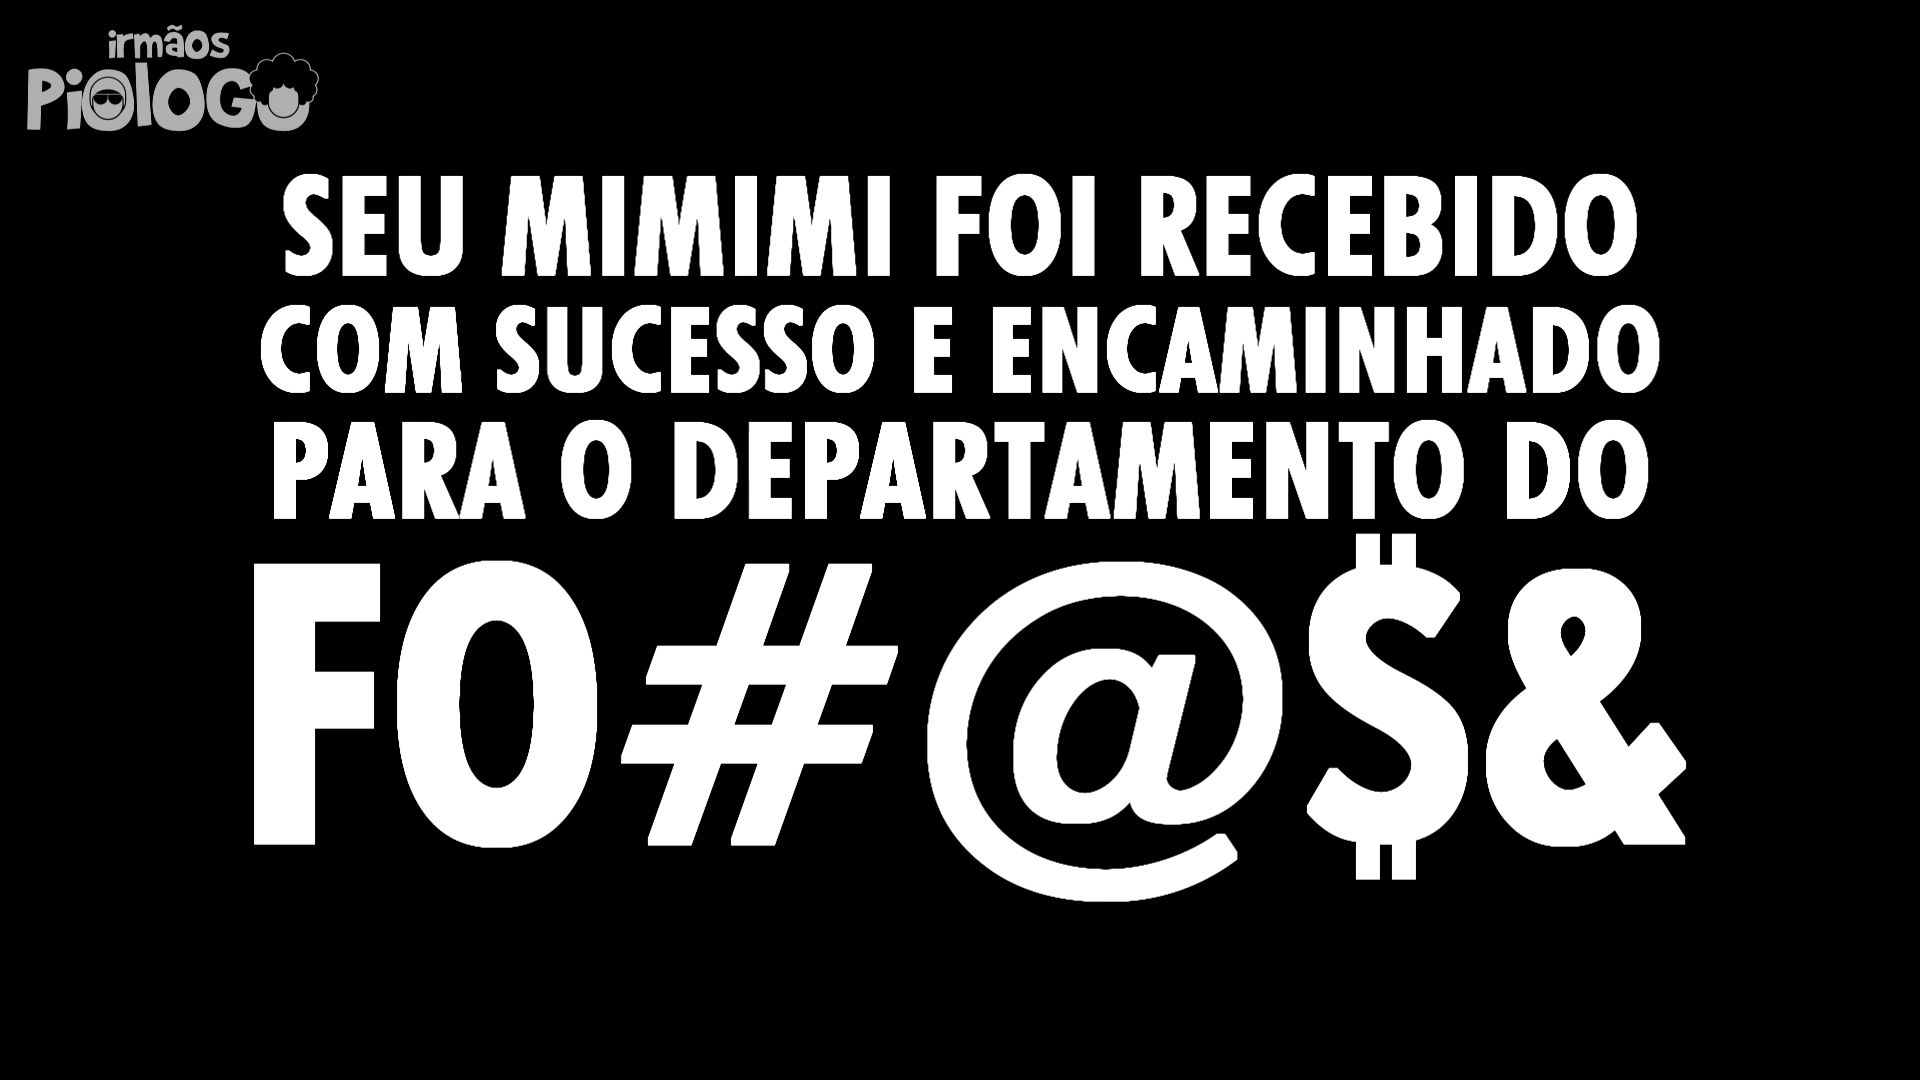 irmãos
PiOLOGO
SEU MIMIMI FOI RECEBIDO
COM SUCESSO E ENCAMINHADO
PARA O DEPARTAMENTO DO
FO#@$&